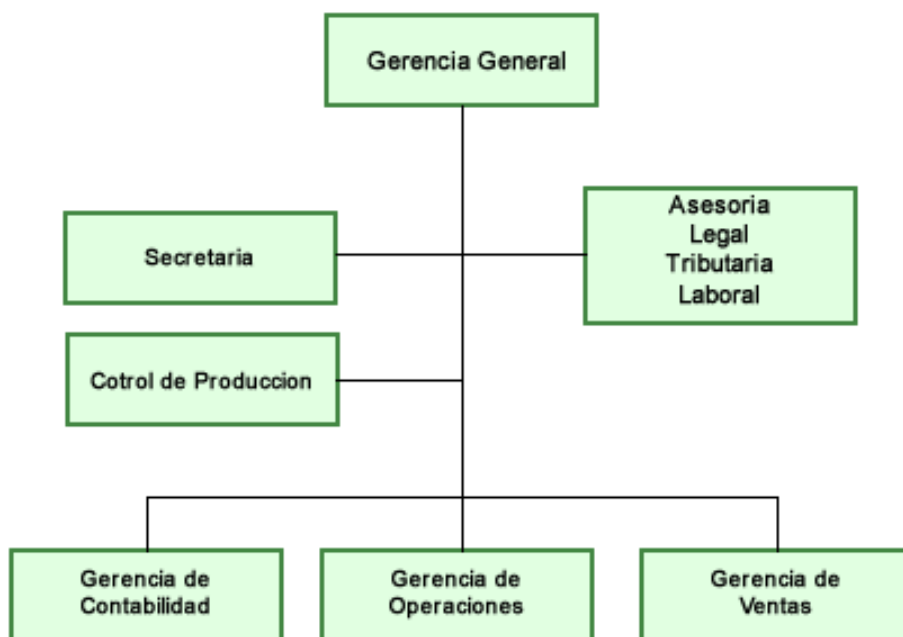 Gerencia General
Asesoria
Legal
Tributaria
Laboral
Secretaria
Cotrol de Produccion
Gerencia de
Contabilidad
Gerencia de
Operaciones
Gerencia de
Ventas